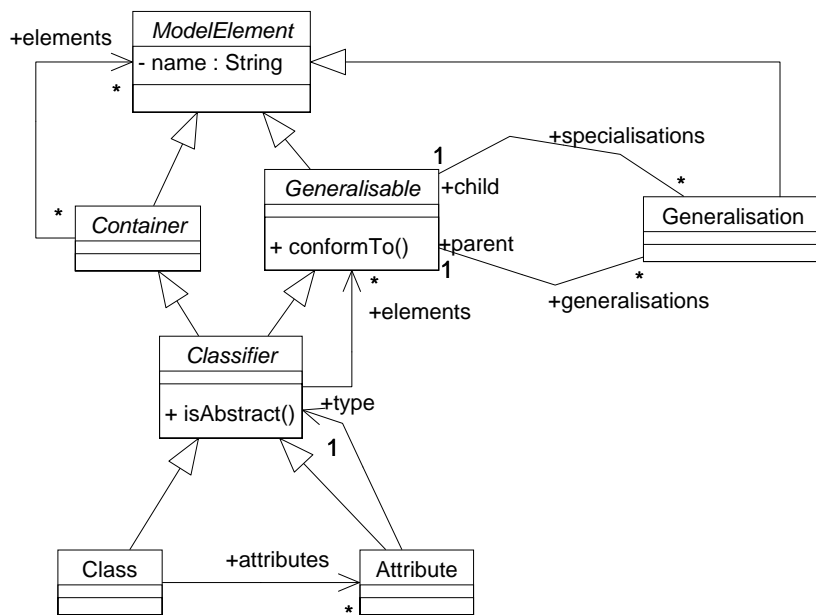 ModelElement
+elements
- name : String
*
+specialisations
1
Generalisable
+child
*
*
Container
Generalisation
+ conformTo()
+parent
*
1
*
+generalisations
+elements
Classifier
+ isAbstract()
+type
1
Class
+attributes
Attribute
*